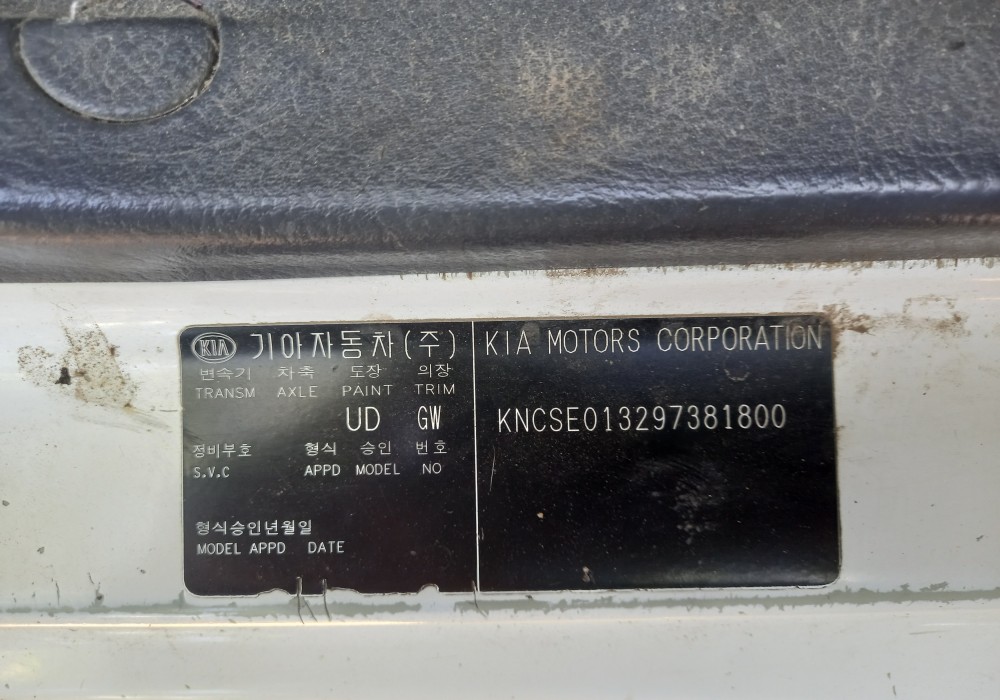 KIA 기아자동차(주)
변속기 차축 도장 의장
TRANSM AXLE PAINT TRIM
UD GW
정비부호 형식 승인 번호
S.V.C APPD MODEL NO
형식승인년월일
MODEL APPD DATE
KIA MOTORS CORPORATION
KNCSE013297381800